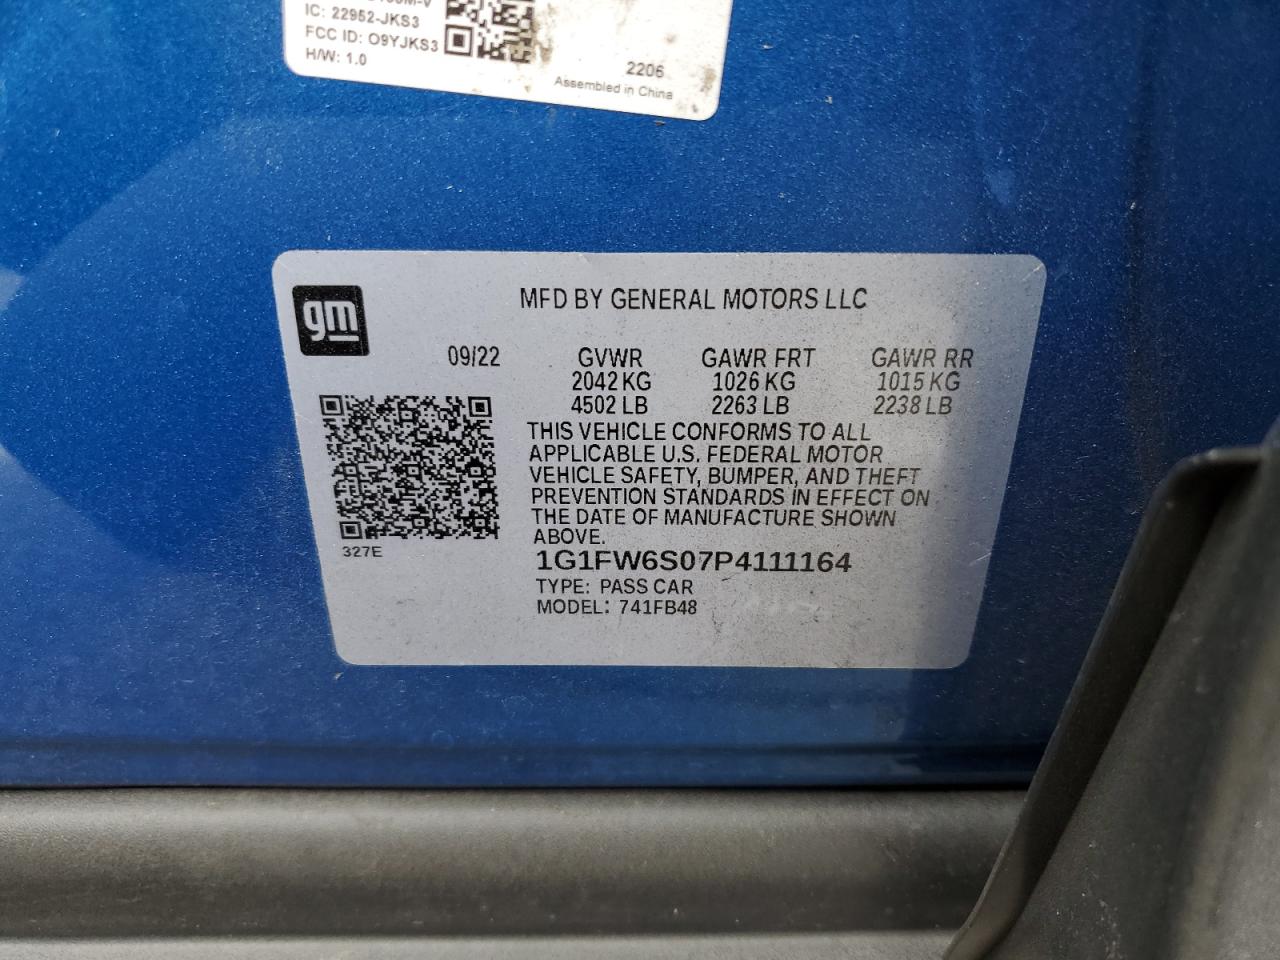 IC: 22952-JKS3
FCC ID: O9YJKS3
H/W: 1.0
2206
Assembled in China
gm
MFD BY GENERAL MOTORS LLC
09/22 GVWR GAWR FRT GAWR RR
2042 KG 1026 KG 1015 KG
4502 LB 2263 LB 2238 LB
THIS VEHICLE CONFORMS TO ALL
APPLICABLE U.S. FEDERAL MOTOR
VEHICLE SAFETY, BUMPER, AND THEFT
PREVENTION STANDARDS IN EFFECT ON
THE DATE OF MANUFACTURE SHOWN
ABOVE.
327E
1G1FW6S07P4111164
TYPE: PASS CAR
MODEL: 741FB48